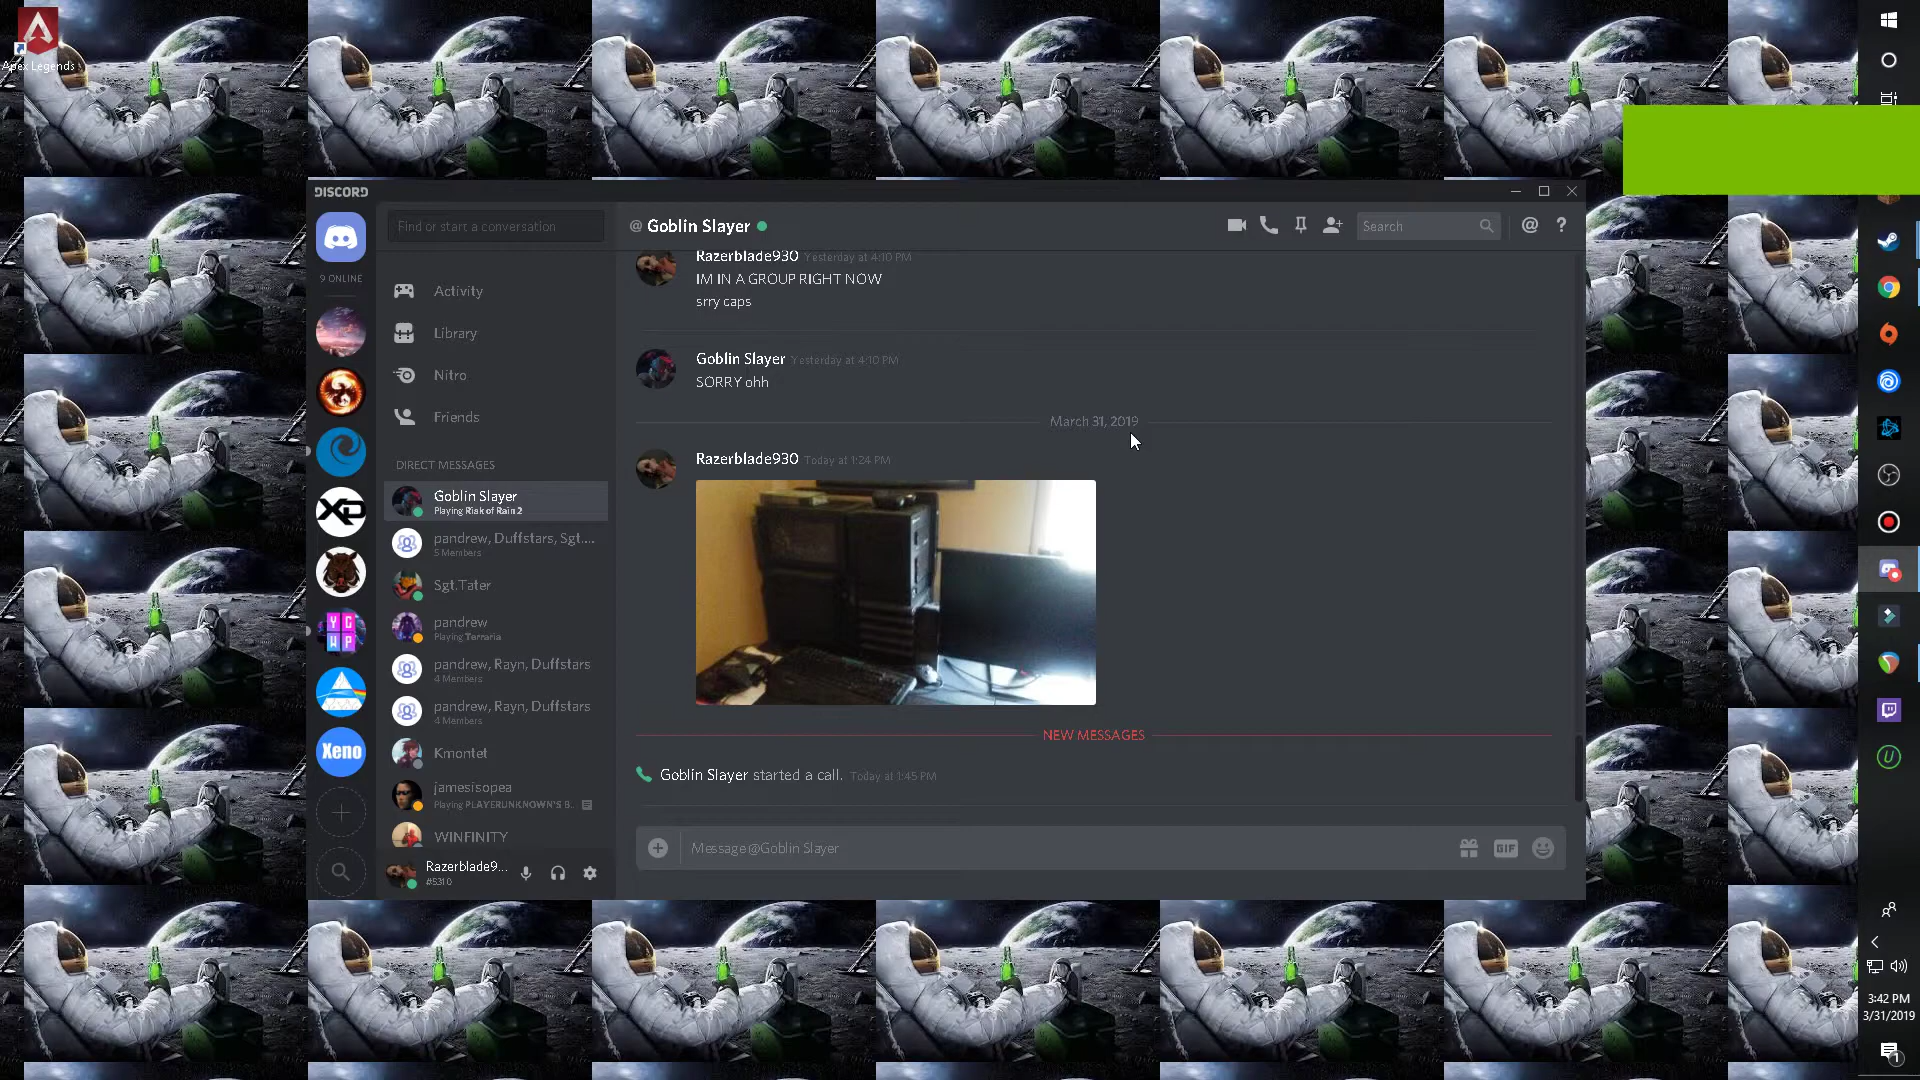 Apex Legends
DISCORD
9 ONLINE
XP
Y G
W P
Xeno
Find or start a conversation
Activity
Library
Nitro
Friends
DIRECT MESSAGES
Goblin Slayer
Playing Risk of Rain 2
pandrew, Duffstars, Sgt....
5 Members
Sgt.Tater
pandrew
Playing Terraria
pandrew, Rayn, Duffstars
4 Members
pandrew, Rayn, Duffstars
4 Members
Kmontet
jamesisopea
Playing PLAYERUNKNOWN'S B...
WINFINITY
Razerblade9...
#5310
@ Goblin Slayer
Search
Razerblade930 Yesterday at 4:10 PM
IM IN A GROUP RIGHT NOW
srry caps
Goblin Slayer Yesterday at 4:10 PM
SORRY ohh
March 31, 2019
Razerblade930 Today at 1:24 PM
NEW MESSAGES
Goblin Slayer started a call. Today at 1:45 PM
Message @Goblin Slayer
GIF
3:42 PM
3/31/2019
1